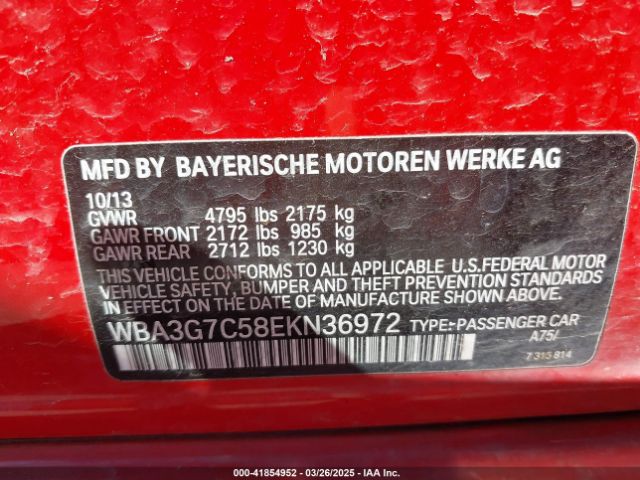 MFD BY BAYERISCHE MOTOREN WERKE AG
10/13
GVWR 4795 lbs 2175 kg
GAWR FRONT 2172 lbs 985 kg
GAWR REAR 2712 lbs 1230 kg
THIS VEHICLE CONFORMS TO ALL APPLICABLE U.S.FEDERAL MOTOR
VEHICLE SAFETY, BUMPER AND THEFT PREVENTION STANDARDS
IN EFFECT ON THE DATE OF MANUFACTURE SHOWN ABOVE.
WBA3G7C58EKN36972 TYPE:PASSENGER CAR
A75/
7 315 814
000-41854952 - 03/26/2025 - IAA Inc.